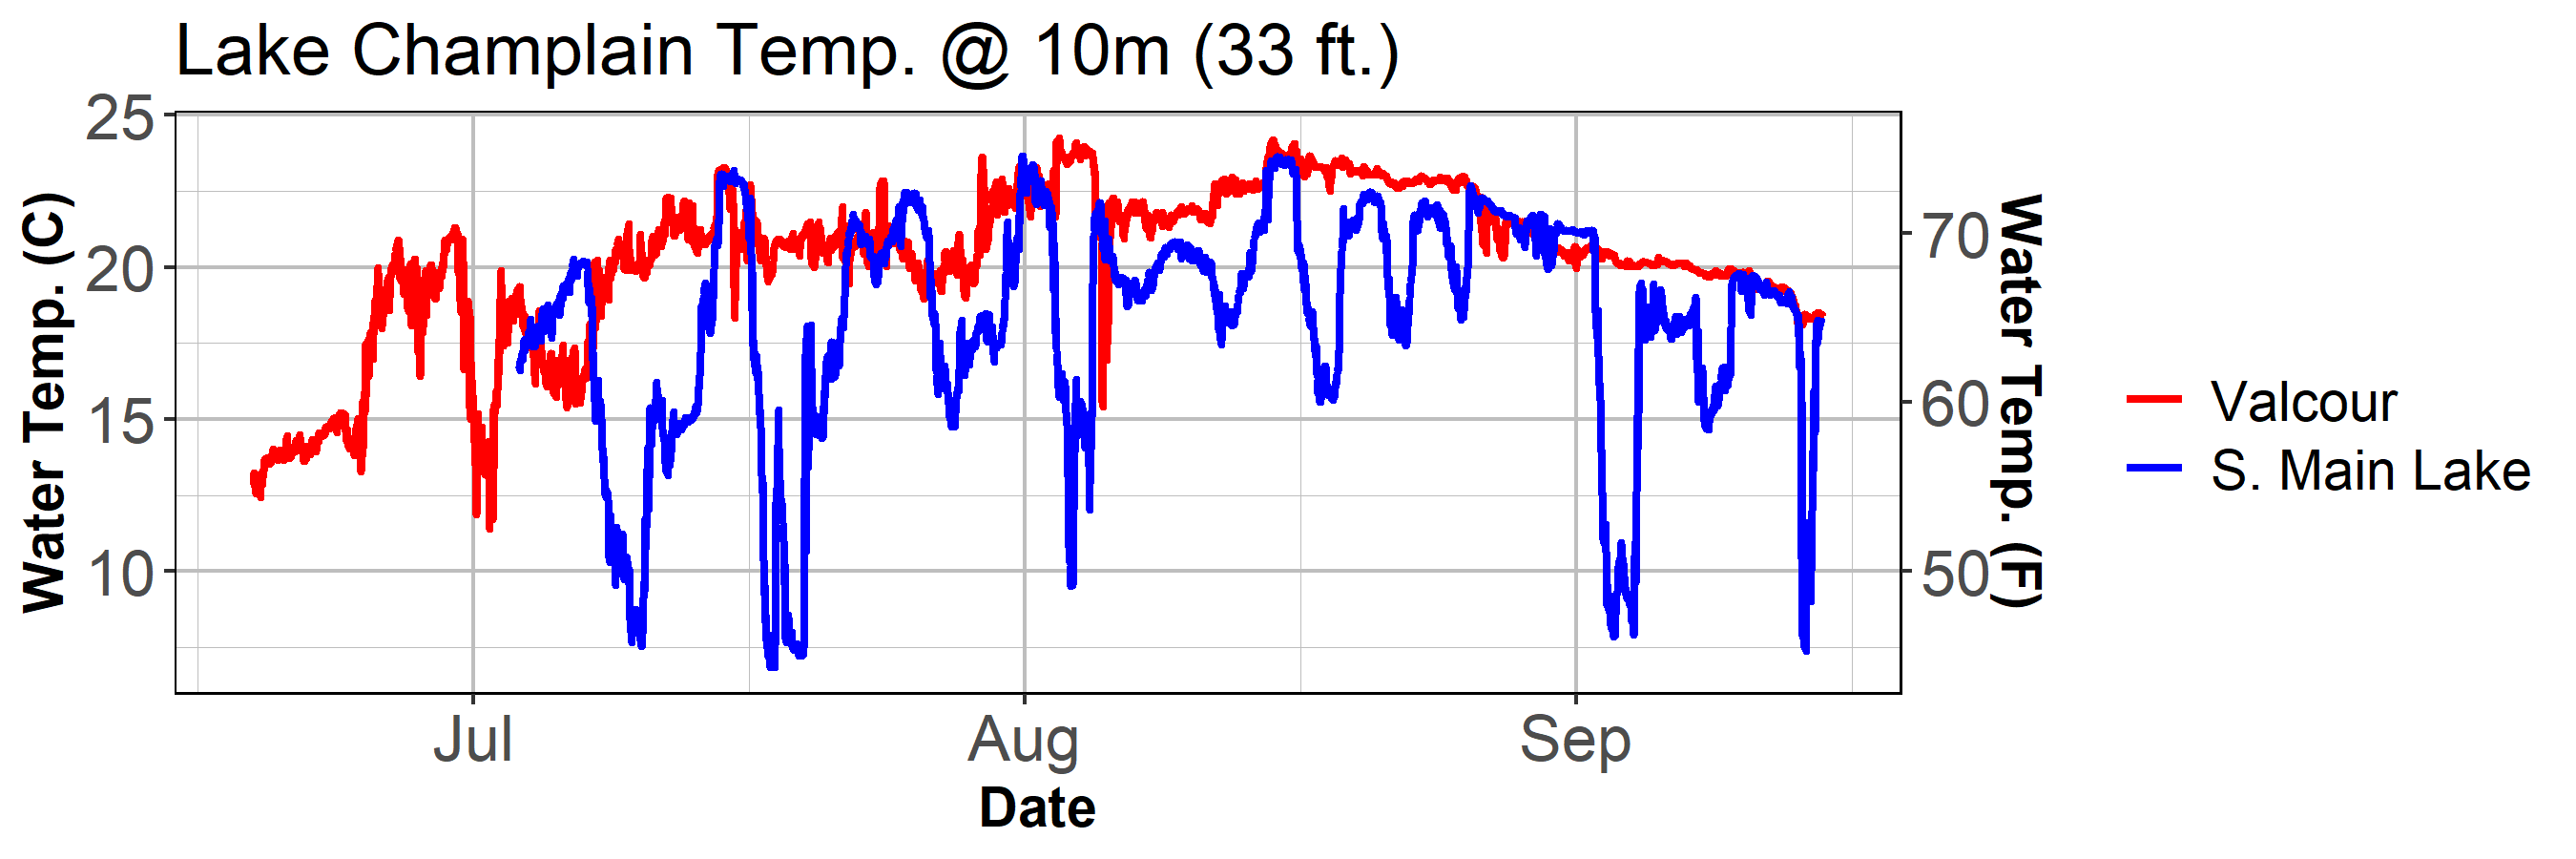 Lake Champlain Temp. @ 10m (33 ft.)
Water Temp. (C)
25
20
15
10
70
60
50
Water Temp. (F)
Jul
Aug
Sep
Date
Valcour
S. Main Lake